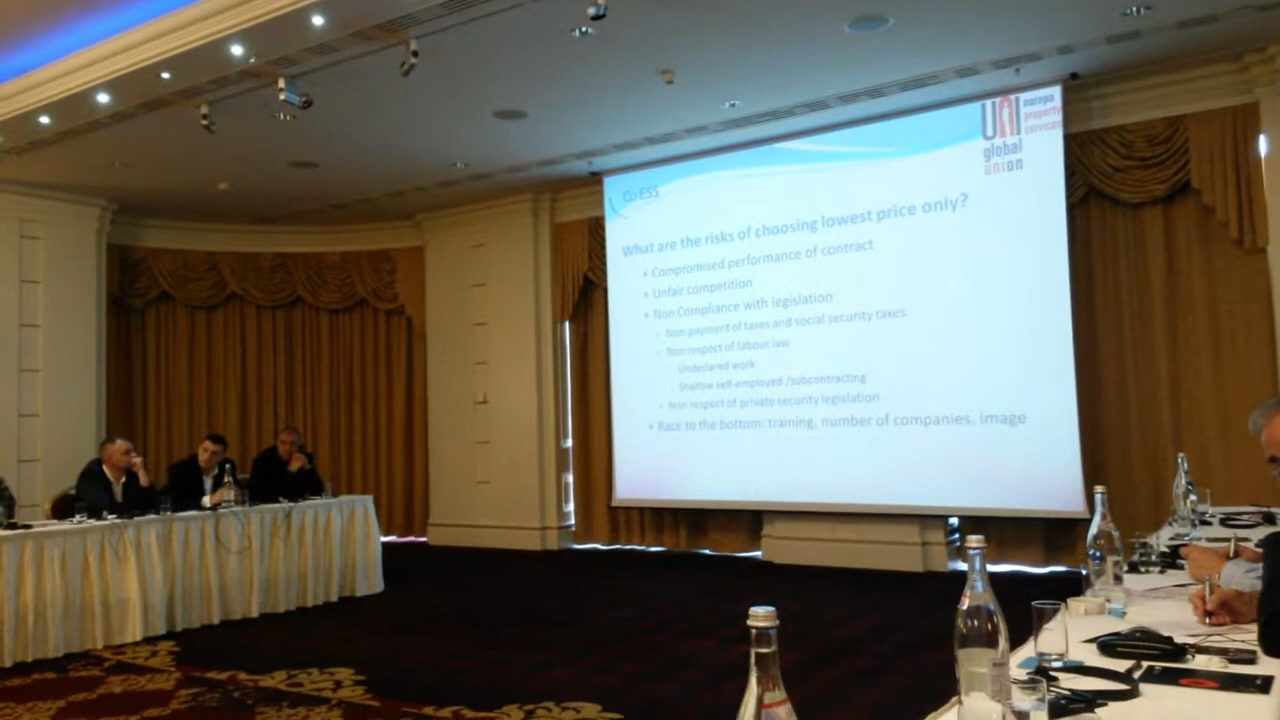 CoESS
UNI europa
property
services
global
union
What are the risks of choosing lowest price only?
• Compromised performance of contract
• Unfair competition
• Non Compliance with legislation
Non-payment of taxes and social security taxes
Non respect of labour law
Undeclared work
Shadow self-employed /subcontracting
Non respect of private security legislation
• Race to the bottom: training, number of companies, image